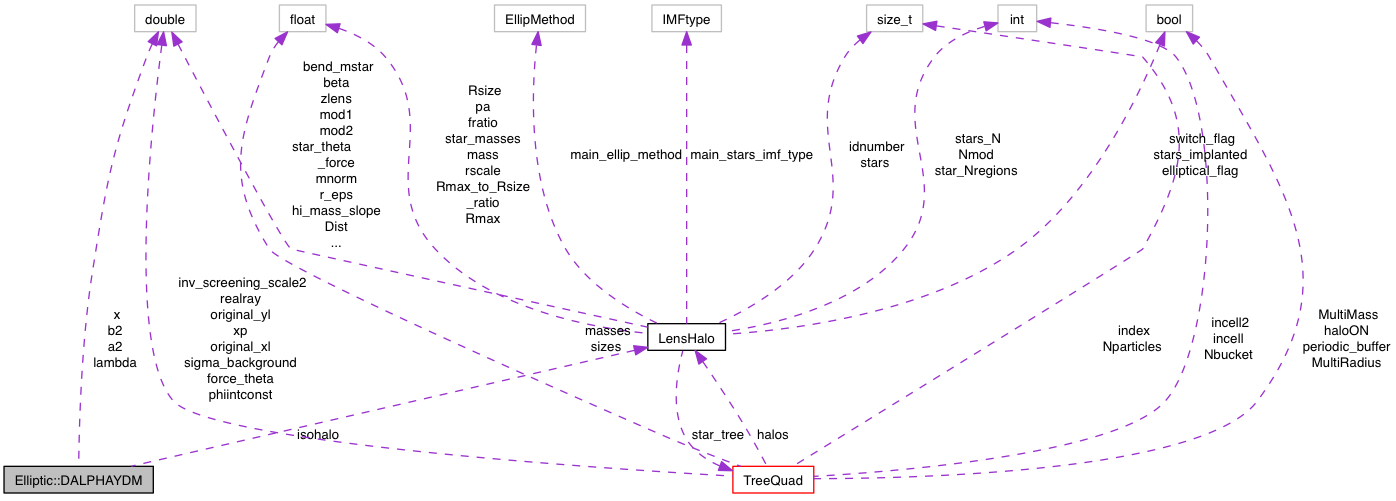 double
float
EllipMethod
IMFtype
size_t
int
bool
bend_mstar
beta
zlens
mod1
mod2
star_theta
_force
mnorm
r_eps
hi_mass_slope
Dist
...
Rsize
pa
fratio
star_masses
mass
rscale
Rmax_to_Rsize
_ratio
Rmax
main_ellip_method
main_stars_imf_type
idnumber
stars
stars_N
Nmod
star_Nregions
switch_flag
stars_implanted
elliptical_flag
x
b2
a2
lambda
inv_screening_scale2
realray
original_yl
xp
original_xl
sigma_background
force_theta
phiintconst
masses
sizes
LensHalo
index
Nparticles
incell2
incell
Nbucket
MultiMass
haloON
periodic_buffer
MultiRadius
isohalo
star_tree
halos
Elliptic::DALPHAYDM
TreeQuad